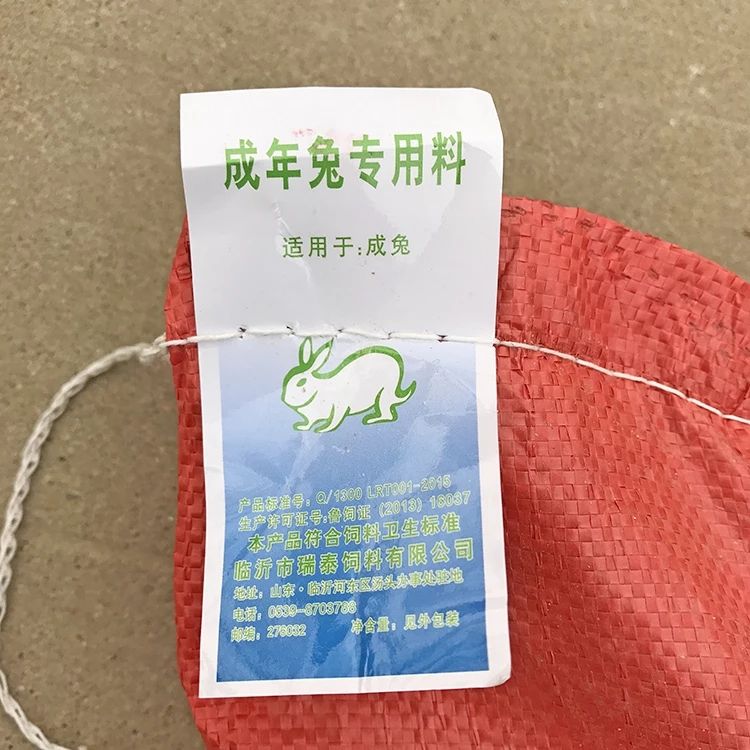 成年兔专用料
适用于:成兔
产品标准号：Q/1300 LRT001-2015
生产许可证号:鲁饲证（2013）16037
本产品符合饲料卫生标准
临沂市瑞泰饲料有限公司
地址：山东·临沂河东区汤头办事处驻地
电话：0539-8703788
邮编：276032 净含量：见外包装